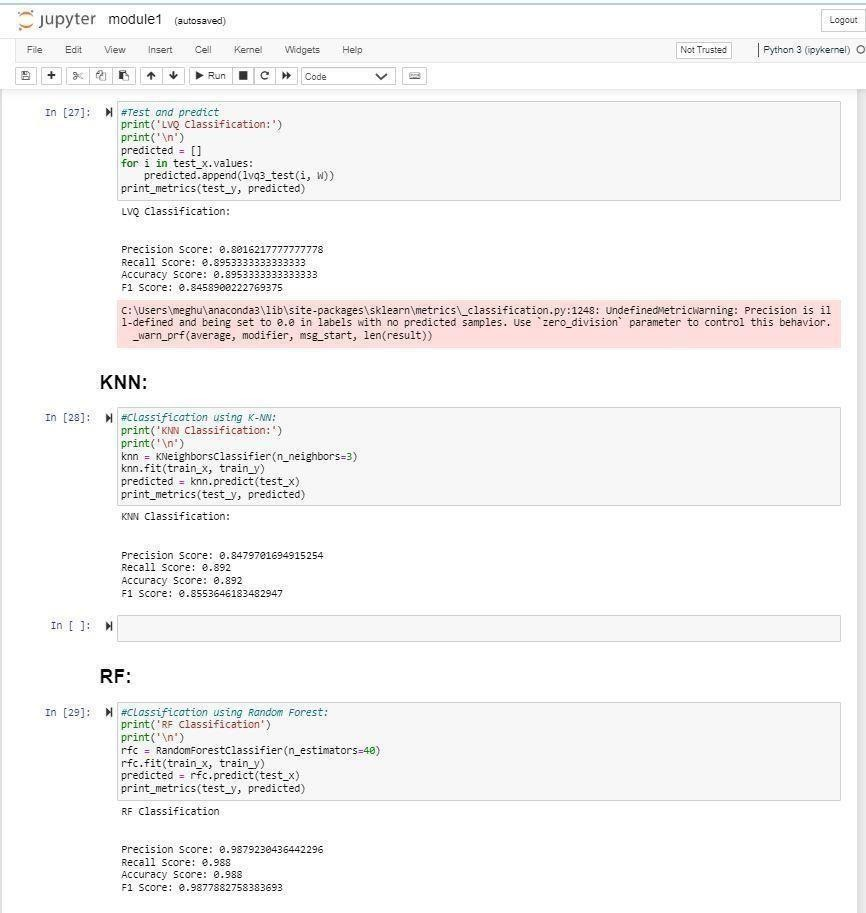 jupyter module1 (autosaved)
Logout
File Edit View Insert Cell Kernel Widgets Help
Not Trusted
Python 3 (ipykernel)
Run
Code
In [27]:
#Test and predict
print('LVQ Classification:')
print('\n')
predicted = []
for i in test_x.values:
    predicted.append(lvq3_test(i, W))
print_metrics(test_y, predicted)
LVQ Classification:
Precision Score: 0.8016217777777778
Recall Score: 0.8953333333333333
Accuracy Score: 0.8953333333333333
F1 Score: 0.8458900222769375
C:\Users\meghu\anaconda3\lib\site-packages\sklearn\metrics\_classification.py:1248: UndefinedMetricWarning: Precision is il
l-defined and being set to 0.0 in labels with no predicted samples. Use `zero_division` parameter to control this behavior.
  _warn_prf(average, modifier, msg_start, len(result))
KNN:
In [28]:
#Classification using K-NN:
print('KNN Classification:')
print('\n')
knn = KNeighborsClassifier(n_neighbors=3)
knn.fit(train_x, train_y)
predicted = knn.predict(test_x)
print_metrics(test_y, predicted)
KNN Classification:
Precision Score: 0.8479701694915254
Recall Score: 0.892
Accuracy Score: 0.892
F1 Score: 0.8553646183482947
In [ ]:
RF:
In [29]:
#Classification using Random Forest:
print('RF Classification')
print('\n')
rfc = RandomForestClassifier(n_estimators=40)
rfc.fit(train_x, train_y)
predicted = rfc.predict(test_x)
print_metrics(test_y, predicted)
RF Classification
Precision Score: 0.9879230436442296
Recall Score: 0.988
Accuracy Score: 0.988
F1 Score: 0.9877882758383693